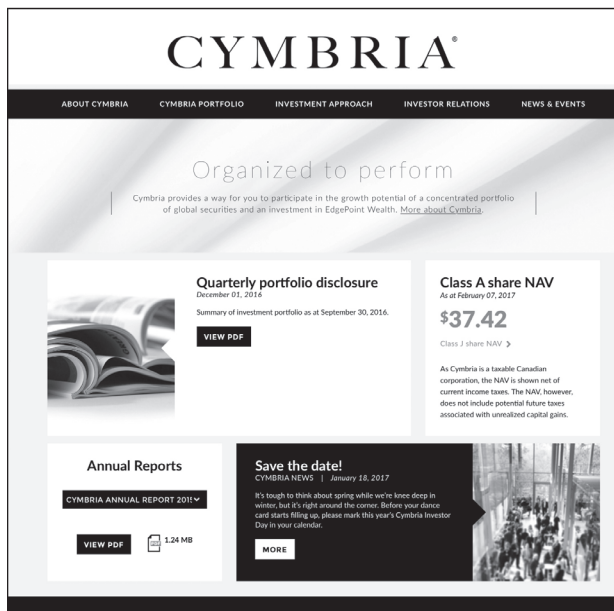 CYMBRIA®
ABOUT CYMBRIA CYMBRIA PORTFOLIO INVESTMENT APPROACH INVESTOR RELATIONS NEWS & EVENTS
Organized to perform
Cymbria provides a way for you to participate in the growth potential of a concentrated portfolio
of global securities and an investment in EdgePoint Wealth. More about Cymbria.
Quarterly portfolio disclosure
December 01, 2016
Summary of investment portfolio as at September 30, 2016.
VIEW PDF
Class A share NAV
As at February 07, 2017
$37.42
Class J share NAV >
As Cymbria is a taxable Canadian
corporation, the NAV is shown net of
current income taxes. The NAV, however,
does not include potential future taxes
associated with unrealized capital gains.
Annual Reports
CYMBRIA ANNUAL REPORT 2015
VIEW PDF 1.24 MB
Save the date!
CYMBRIA NEWS | January 18, 2017
It's tough to think about spring while we're knee deep in
winter, but it's right around the corner. Before your dance
card starts filling up, please mark this year's Cymbria Investor
Day in your calendar.
MORE